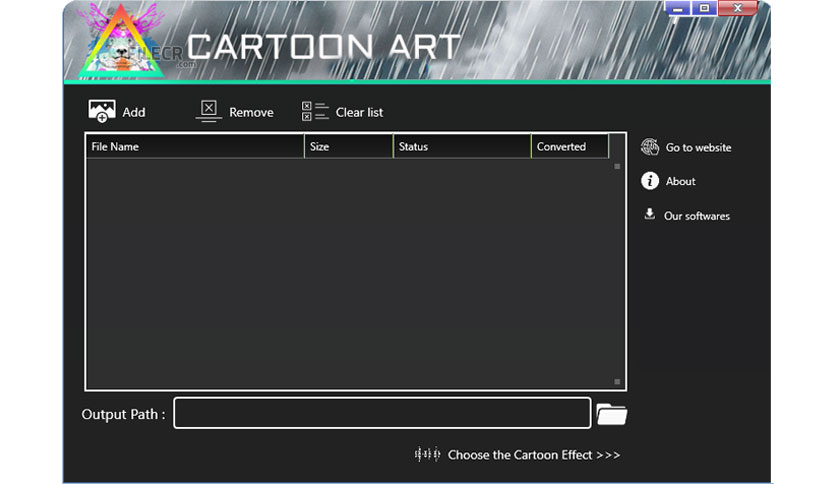 FILECR
.com
CARTOON ART
Add
Remove
Clear list
File Name
Size
Status
Converted
Go to website
About
Our softwares
Output Path :
Choose the Cartoon Effect >>>